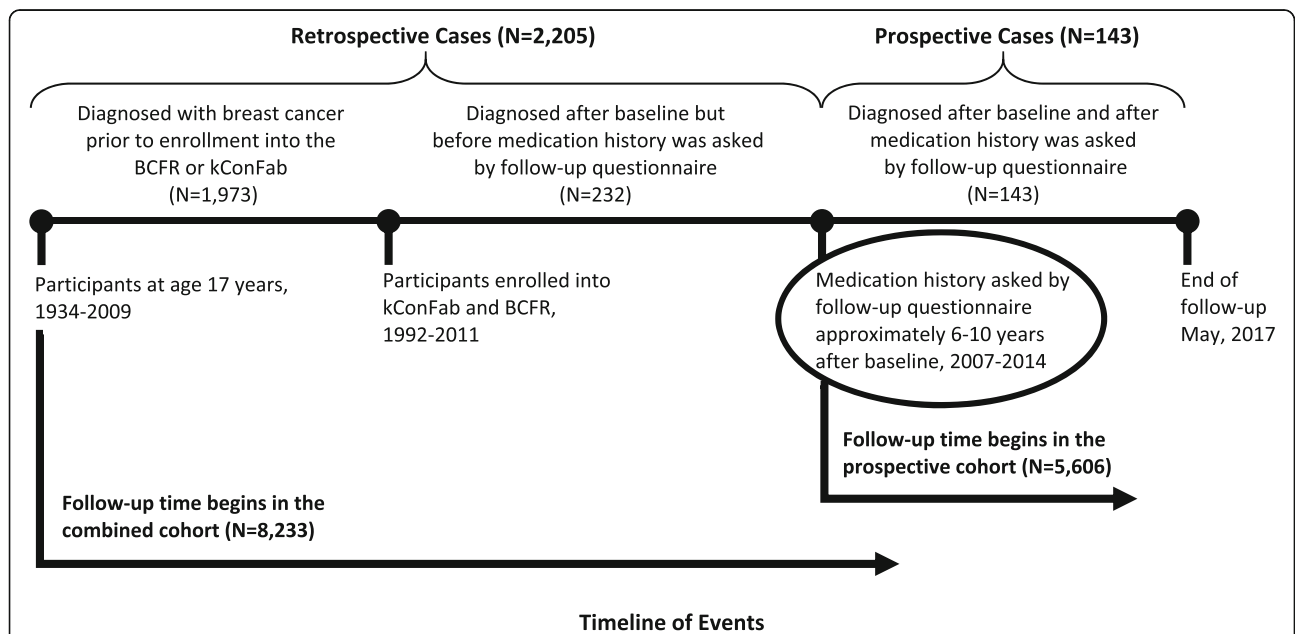 Retrospective Cases (N=2,205)
Prospective Cases (N=143)
Diagnosed with breast cancer
prior to enrollment into the
BCFR or kConFab
(N=1,973)
Diagnosed after baseline but
before medication history was asked
by follow-up questionnaire
(N=232)
Diagnosed after baseline and after
medication history was asked
by follow-up questionnaire
(N=143)
Participants at age 17 years,
1934-2009
Participants enrolled into
kConFab and BCFR,
1992-2011
Medication history asked by
follow-up questionnaire
approximately 6-10 years
after baseline, 2007-2014
End of
follow-up
May, 2017
Follow-up time begins in the
prospective cohort (N=5,606)
Follow-up time begins in the
combined cohort (N=8,233)
Timeline of Events